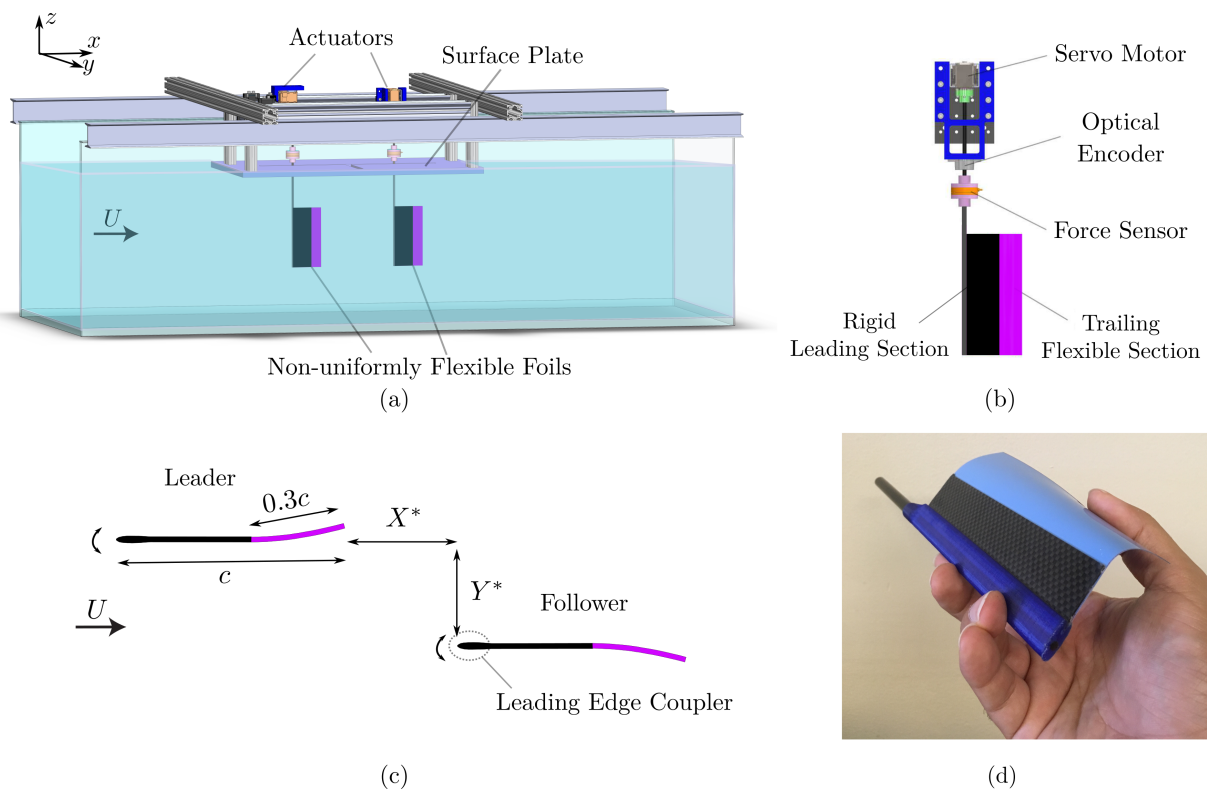 z
x
y
Actuators
Surface Plate
U
Non-uniformly Flexible Foils
(a)
Servo Motor
Optical
Encoder
Force Sensor
Rigid
Leading Section
Trailing
Flexible Section
(b)
Leader
0.3c
X*
c
Y*
U
Follower
Leading Edge Coupler
(c)
(d)